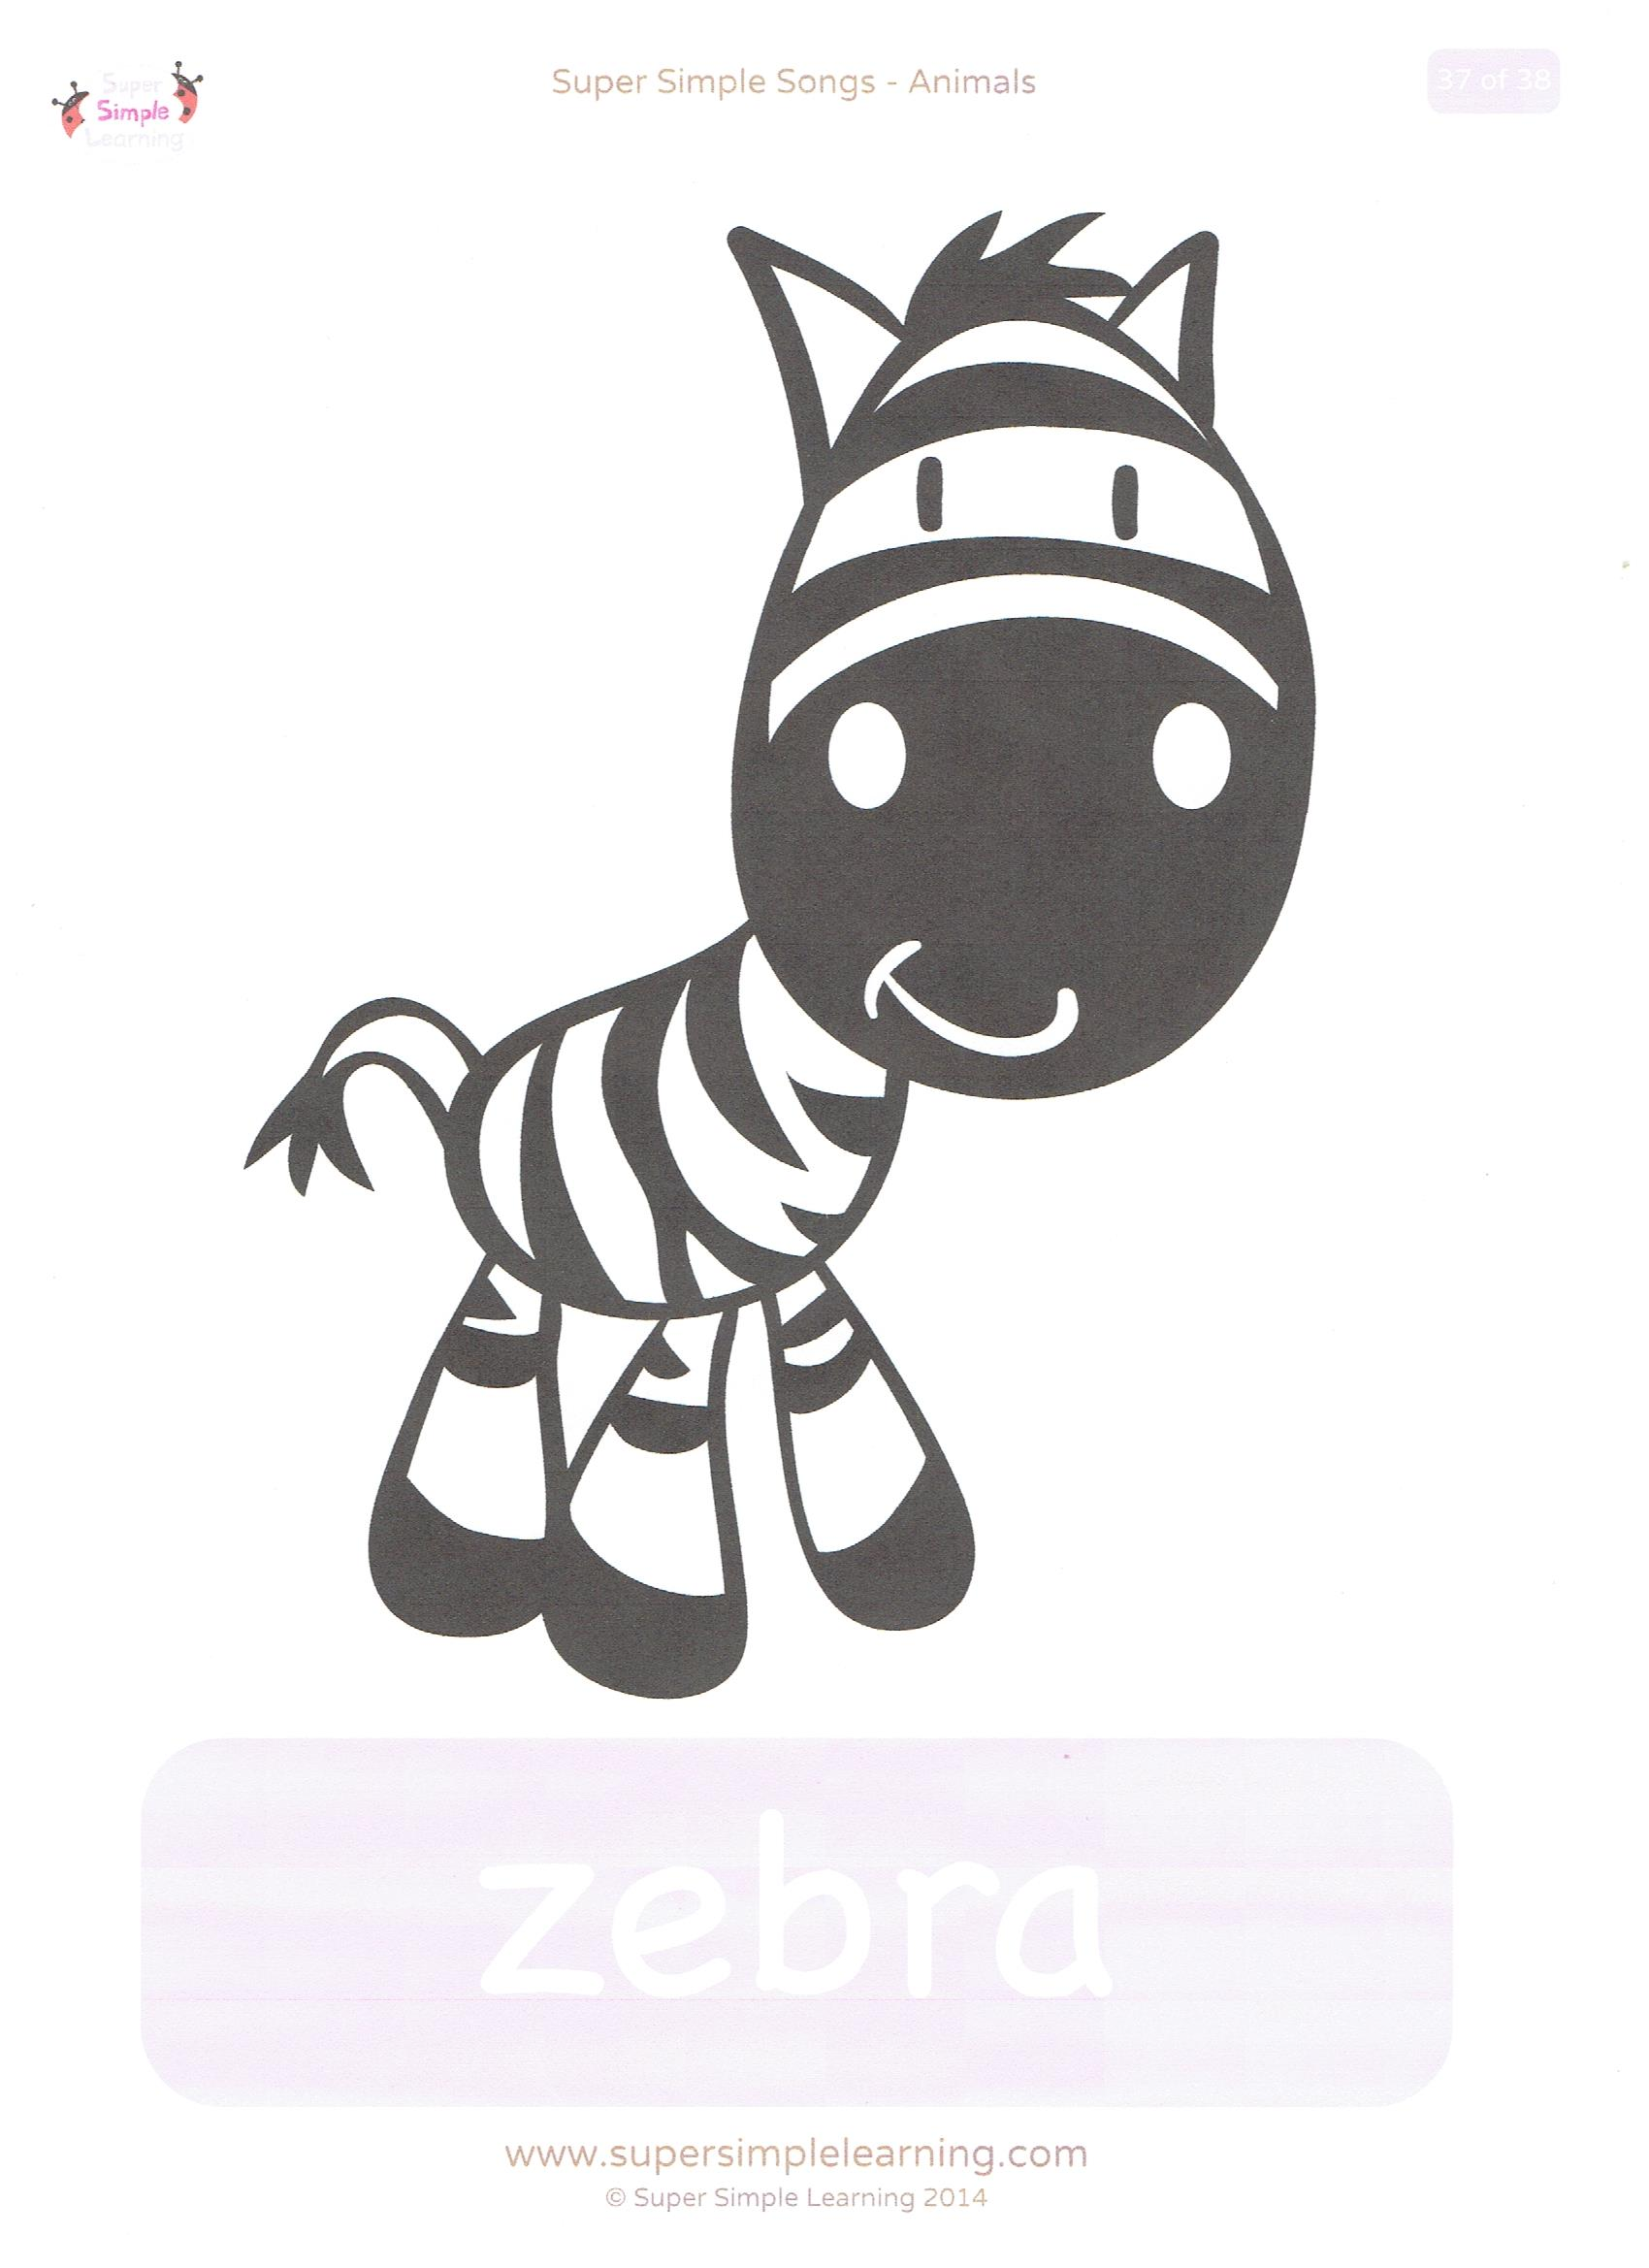 Super
Simple
Learning
Super Simple Songs - Animals
37 of 38
zebra
www.supersimplelearning.com
© Super Simple Learning 2014